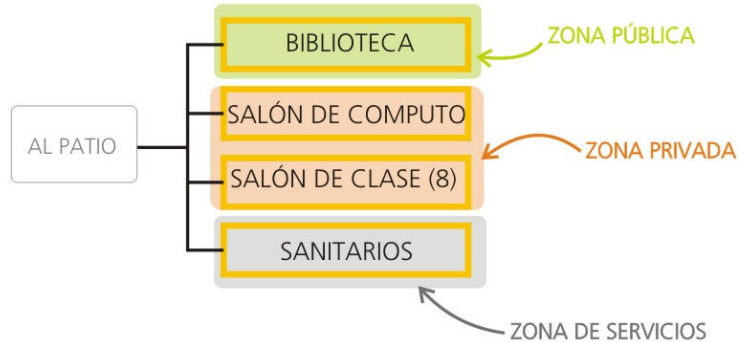 BIBLIOTECA
ZONA PÚBLICA
SALÓN DE COMPUTO
AL PATIO
ZONA PRIVADA
SALÓN DE CLASE (8)
SANITARIOS
ZONA DE SERVICIOS